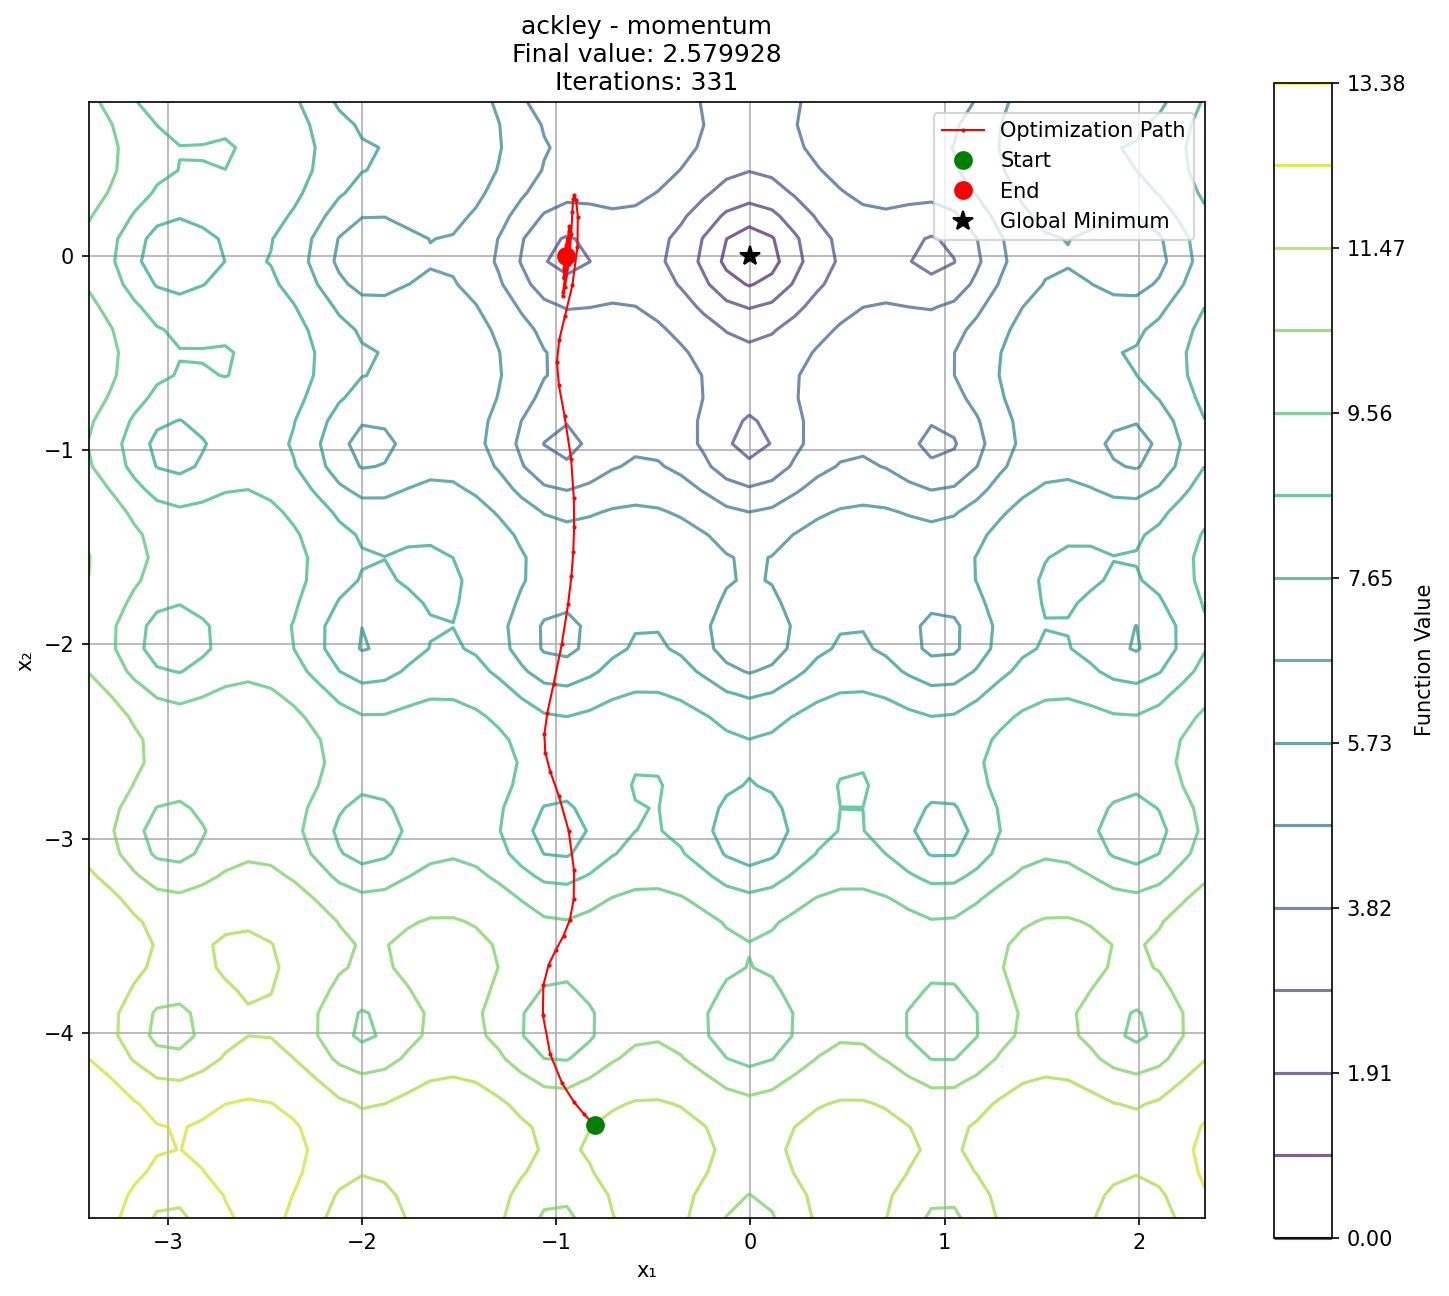 ackley - momentum
Final value: 2.579928
Iterations: 331
Optimization Path
Start
End
Global Minimum
0
−1
−2
−3
−4
x₂
−3
−2
−1
0
1
2
x₁
13.38
11.47
9.56
7.65
5.73
3.82
1.91
0.00
Function Value